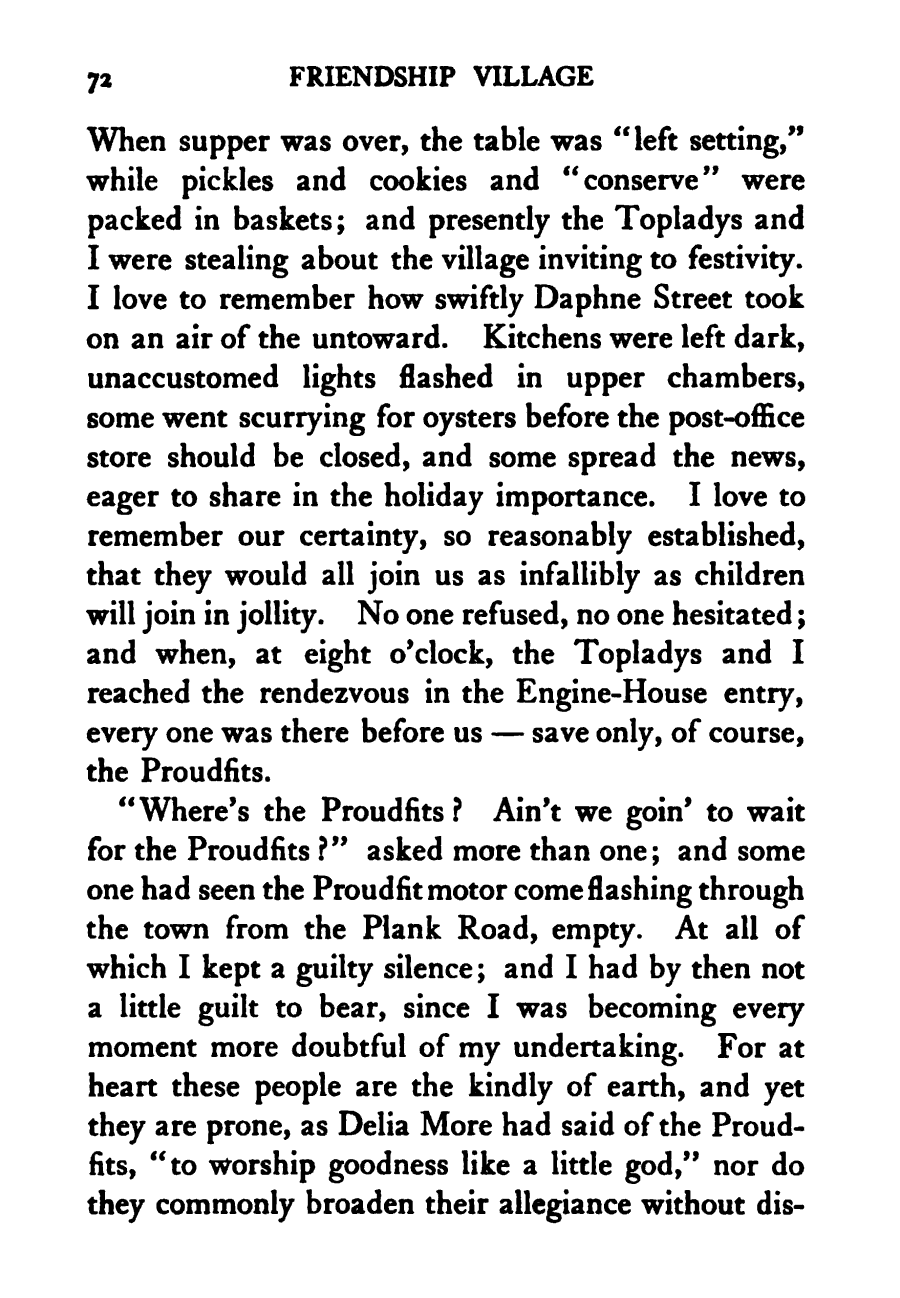 72 FRIENDSHIP VILLAGE
When supper was over, the table was “left setting,”
while pickles and cookies and “conserve” were
packed in baskets; and presently the Topladys and
I were stealing about the village inviting to festivity.
I love to remember how swiftly Daphne Street took
on an air of the untoward. Kitchens were left dark,
unaccustomed lights flashed in upper chambers,
some went scurrying for oysters before the post-office
store should be closed, and some spread the news,
eager to share in the holiday importance. I love to
remember our certainty, so reasonably established,
that they would all join us as infallibly as children
will join in jollity. No one refused, no one hesitated;
and when, at eight o’clock, the Topladys and I
reached the rendezvous in the Engine-House entry,
every one was there before us — save only, of course,
the Proudfits.
“Where’s the Proudfits? Ain’t we goin’ to wait
for the Proudfits?” asked more than one; and some
one had seen the Proudfit motor come flashing through
the town from the Plank Road, empty. At all of
which I kept a guilty silence; and I had by then not
a little guilt to bear, since I was becoming every
moment more doubtful of my undertaking. For at
heart these people are the kindly of earth, and yet
they are prone, as Delia More had said of the Proud-
fits, “to worship goodness like a little god,” nor do
they commonly broaden their allegiance without dis-